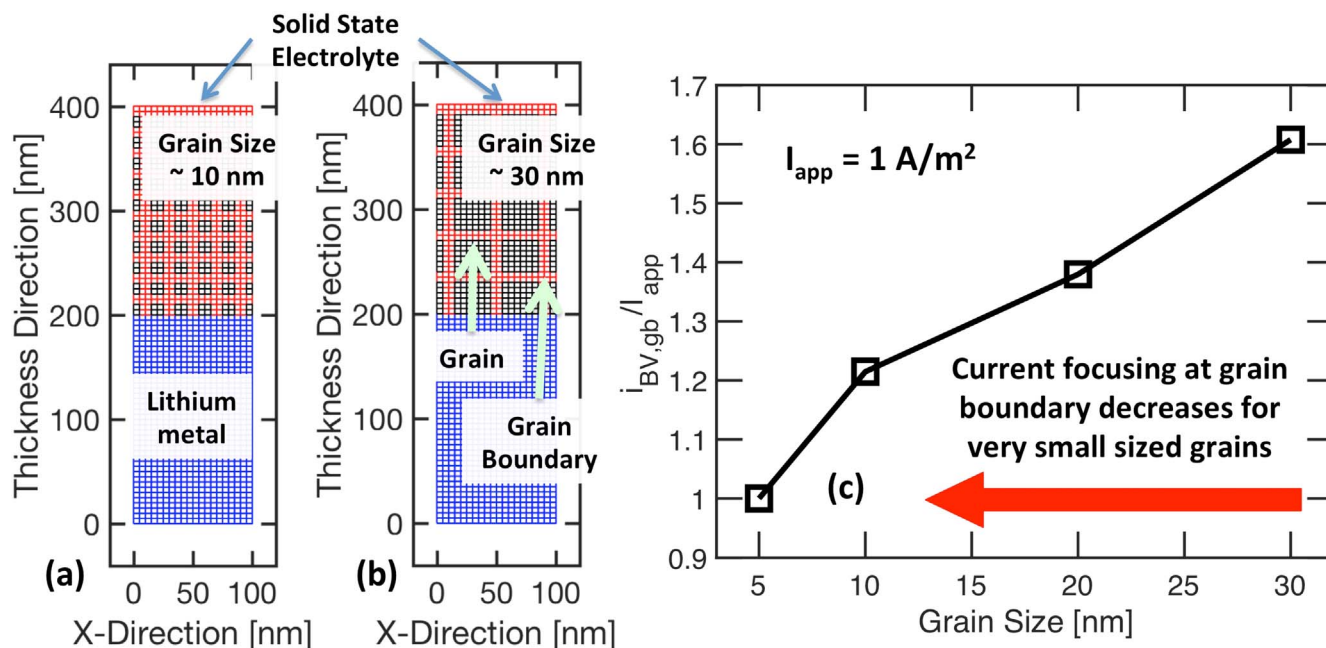 Solid State
Electrolyte
Thickness Direction [nm]
400
300
200
100
0
Grain Size
~ 10 nm
Lithium
metal
(a)
0 50 100
X-Direction [nm]
Thickness Direction [nm]
400
300
200
100
0
Grain Size
~ 30 nm
Grain
Grain
Boundary
(b)
0 50 100
X-Direction [nm]
i_BV,gb/I_app
1.7
1.6
1.5
1.4
1.3
1.2
1.1
1
0.9
I_app = 1 A/m²
Current focusing at grain
boundary decreases for
very small sized grains
(c)
5 10 15 20 25 30
Grain Size [nm]